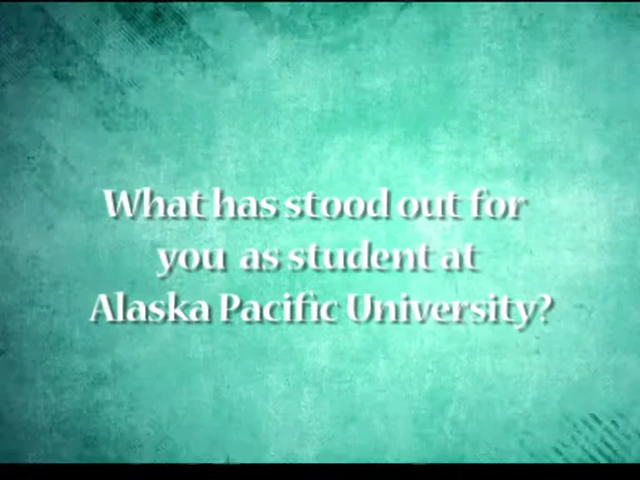 What has stood out for
you as student at
Alaska Pacific University?